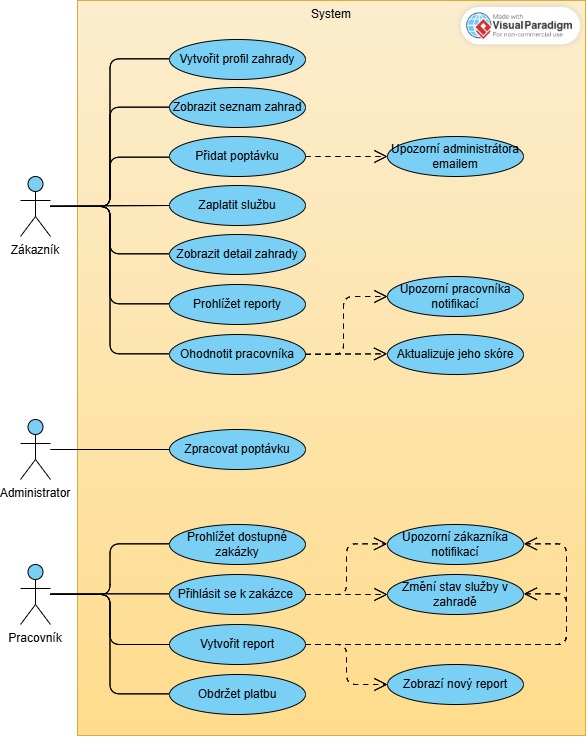 System
Made with
Visual Paradigm
For non-commercial use
Vytvořit profil zahrady
Zobrazit seznam zahrad
Přidat poptávku
Upozorní administrátora
emailem
Zaplatit službu
Zákazník
Zobrazit detail zahrady
Prohlížet reporty
Upozorní pracovníka
notifikací
Ohodnotit pracovníka
Aktualizuje jeho skóre
Zpracovat poptávku
Administrator
Prohlížet dostupné
zakázky
Upozorní zákazníka
notifikací
Přihlásit se k zakázce
Změní stav služby v
zahradě
Pracovník
Vytvořit report
Obdržet platbu
Zobrazí nový report